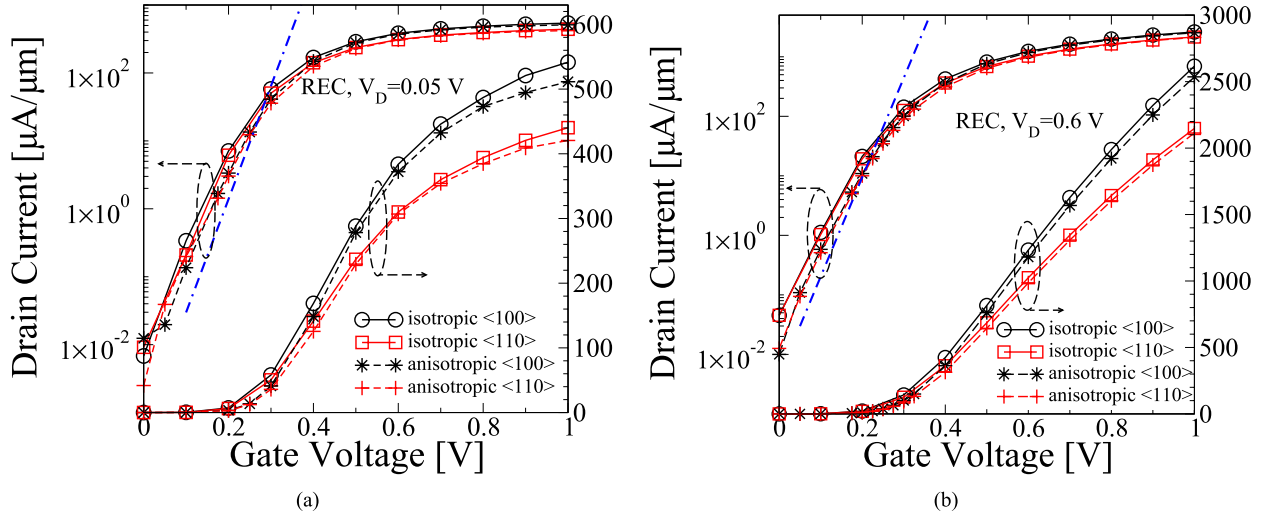 Drain Current [μA/μm]
1×10²
1×10⁰
1×10⁻²
600
500
400
300
200
100
0
REC, V_D=0.05 V
isotropic <100>
isotropic <110>
anisotropic <100>
anisotropic <110>
0 0.2 0.4 0.6 0.8 1
Gate Voltage [V]
(a)
Drain Current [μA/μm]
1×10²
1×10⁰
1×10⁻²
3000
2500
2000
1500
1000
500
0
REC, V_D=0.6 V
isotropic <100>
isotropic <110>
anisotropic <100>
anisotropic <110>
0 0.2 0.4 0.6 0.8 1
Gate Voltage [V]
(b)